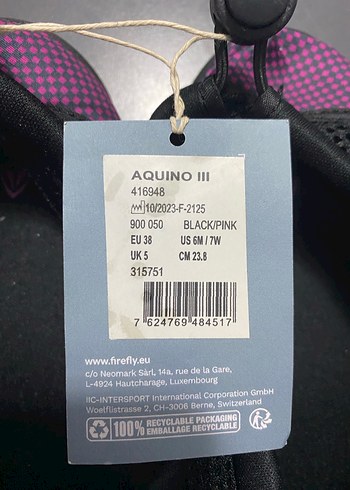 AQUINO III
416948
10/2023-F-2125
900 050 BLACK/PINK
EU 38 US 6M / 7W
UK 5 CM 23.8
315751
7 624769 484517
www.firefly.eu
c/o Neomark Sàrl, 14a, rue de la Gare,
L-4924 Hautcharage, Luxembourg
IIC-INTERSPORT International Corporation GmbH
Woelflistrasse 2, CH-3006 Berne, Switzerland
100% RECYCLABLE PACKAGING
EMBALLAGE RECYCLABLE